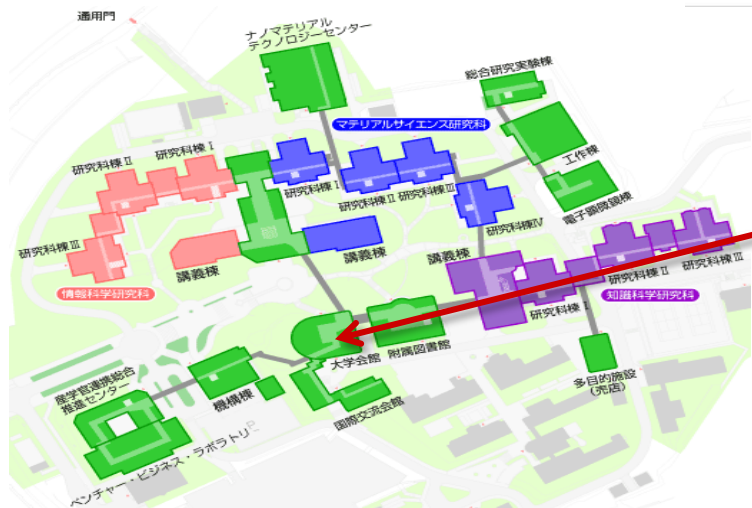 通用門
ナノマテリアル
テクノロジーセンター
総合研究実験棟
マテリアルサイエンス研究科
研究科棟Ⅰ
研究科棟Ⅱ
工作棟
研究科棟Ⅰ
研究科棟Ⅱ
研究科棟Ⅲ
電子顕微鏡棟
研究科棟Ⅲ
研究科棟Ⅳ
講義棟
講義棟
講義棟
研究科棟Ⅱ
研究科棟Ⅲ
情報科学研究科
研究科棟Ⅰ
知識科学研究科
大学会館
附属図書館
産学官連携総合
推進センター
機構棟
国際交流会館
多目的施設
(売店)
ベンチャー・ビジネス・ラボラトリー
P